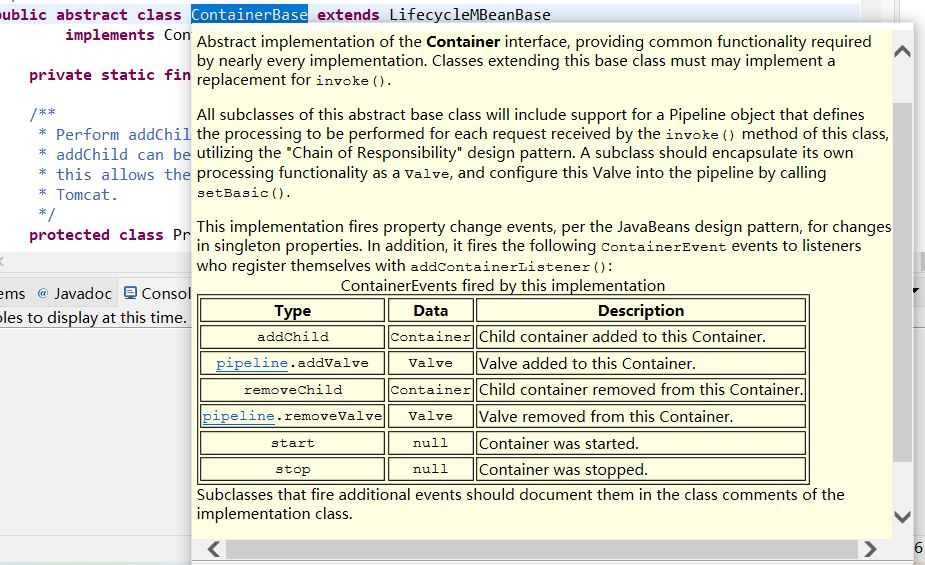 public abstract class ContainerBase extends LifecycleMBeanBase
implements Con
private static fin
/**
* Perform addChil
* addChild can be
* this allows the
* Tomcat.
*/
protected class Pr
ems @ Javadoc Consol
les to display at this time.
Abstract implementation of the Container interface, providing common functionality required
by nearly every implementation. Classes extending this base class must may implement a
replacement for invoke().
All subclasses of this abstract base class will include support for a Pipeline object that defines
the processing to be performed for each request received by the invoke() method of this class,
utilizing the "Chain of Responsibility" design pattern. A subclass should encapsulate its own
processing functionality as a Valve, and configure this Valve into the pipeline by calling
setBasic().
This implementation fires property change events, per the JavaBeans design pattern, for changes
in singleton properties. In addition, it fires the following ContainerEvent events to listeners
who register themselves with addContainerListener():
ContainerEvents fired by this implementation
Type Data Description
addChild Container Child container added to this Container.
pipeline.addValve Valve Valve added to this Container.
removeChild Container Child container removed from this Container.
pipeline.removeValve Valve Valve removed from this Container.
start null Container was started.
stop null Container was stopped.
Subclasses that fire additional events should document them in the class comments of the
implementation class.
6